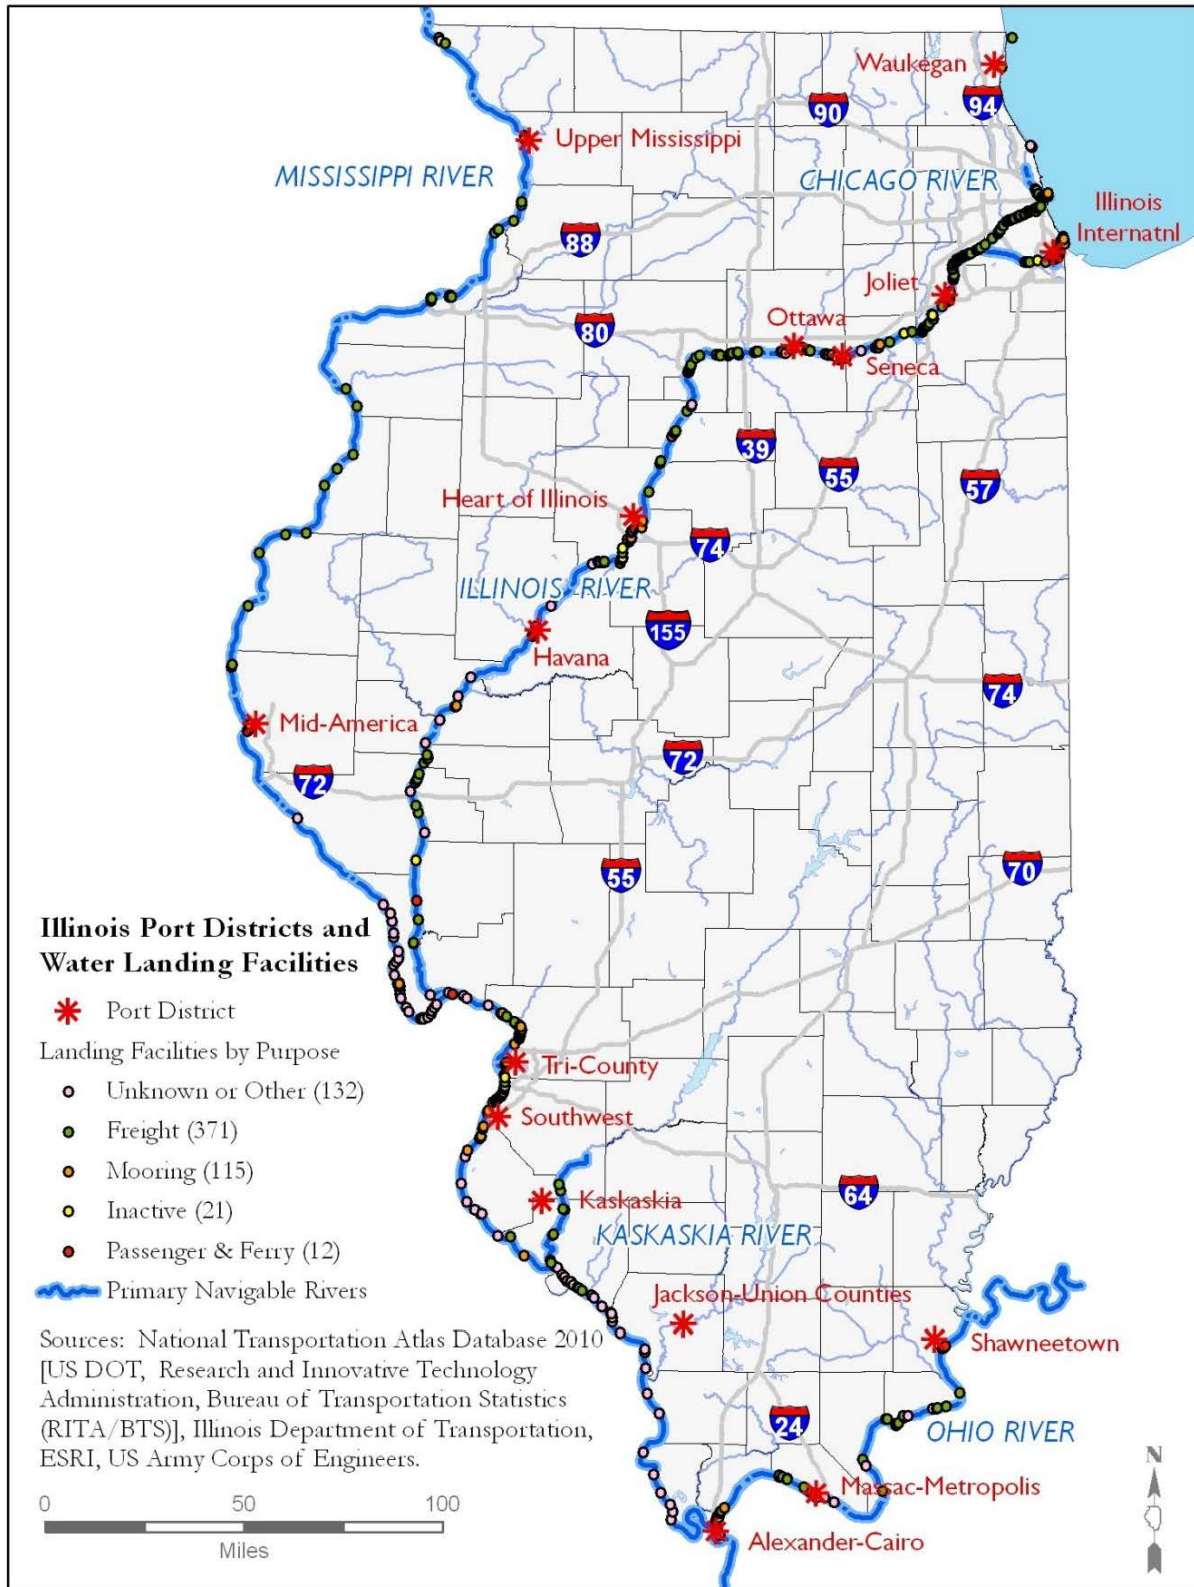 Waukegan
90
94
Upper Mississippi
MISSISSIPPI RIVER
CHICAGO RIVER
Illinois
Internatnl
88
Joliet
Ottawa
80
Seneca
39
55
57
Heart of Illinois
74
ILLINOIS RIVER
155
Havana
74
Mid-America
72
72
70
55
Illinois Port Districts and
Water Landing Facilities
Port District
Landing Facilities by Purpose
Unknown or Other (132)
Freight (371)
Mooring (115)
Inactive (21)
Passenger & Ferry (12)
Primary Navigable Rivers
Sources: National Transportation Atlas Database 2010
[US DOT, Research and Innovative Technology
Administration, Bureau of Transportation Statistics
(RITA/BTS)], Illinois Department of Transportation,
ESRI, US Army Corps of Engineers.
0 50 100
Miles
Tri-County
Southwest
64
Kaskaskia
KASKASKIA RIVER
Jackson-Union Counties
Shawneetown
24
OHIO RIVER
Massac-Metropolis
Alexander-Cairo
N